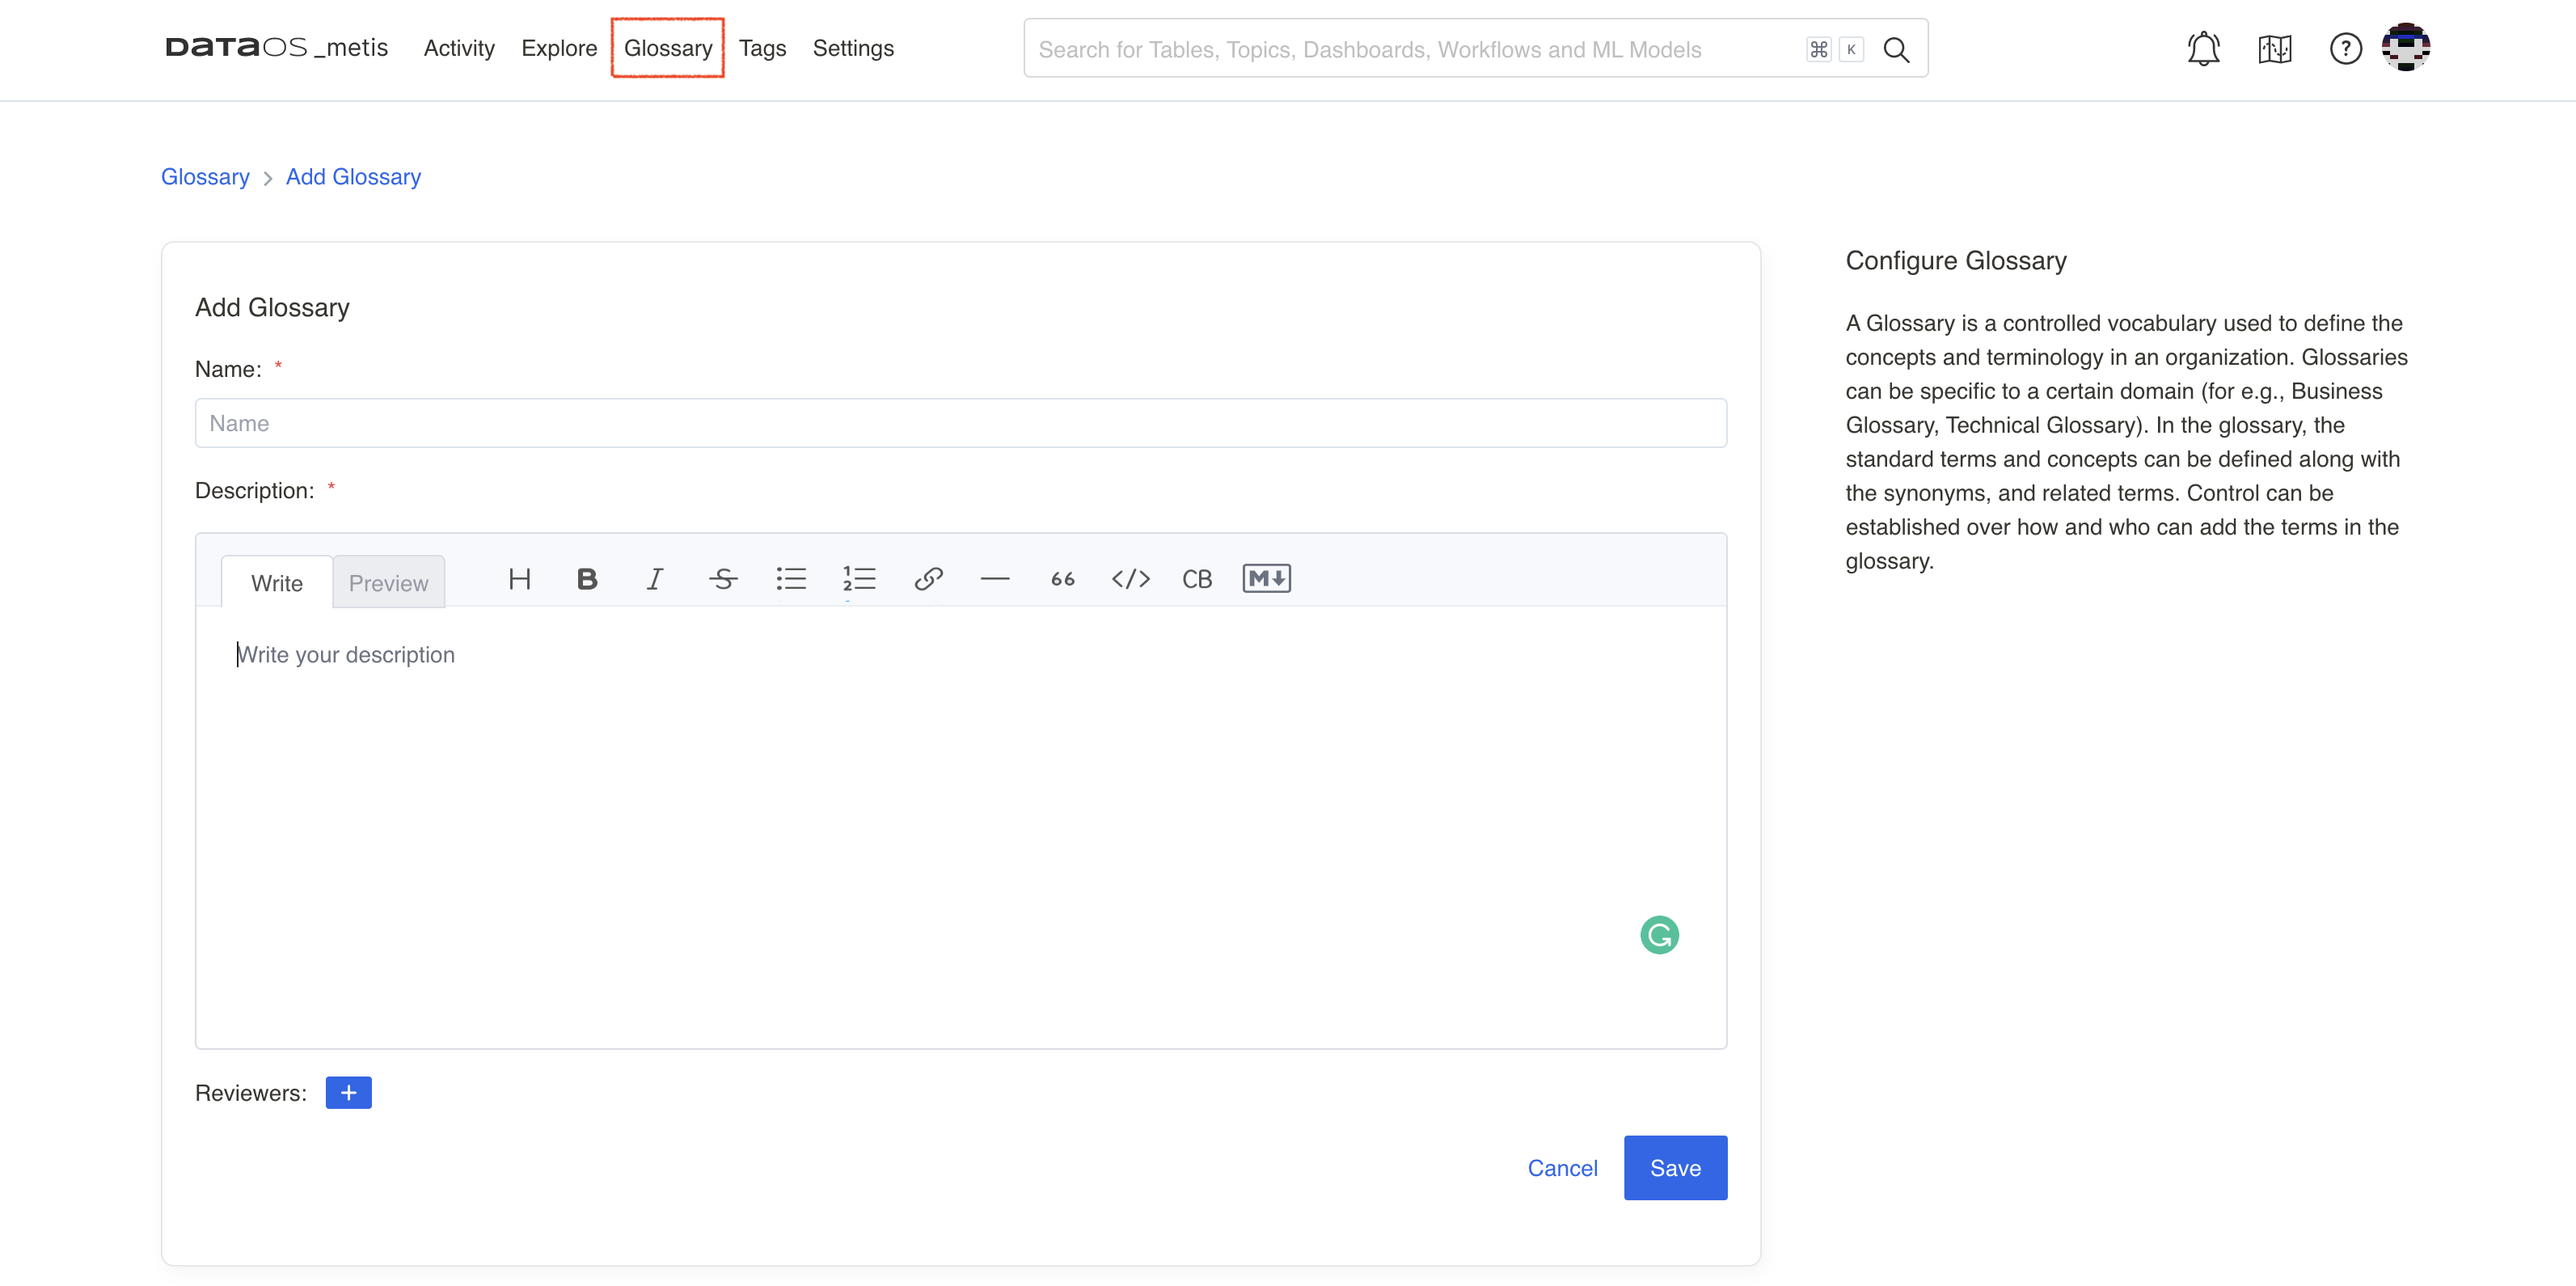 DATAOS _metis Activity Explore Glossary Tags Settings Search for Tables, Topics, Dashboards, Workflows and ML Models ⌘ K ?
Glossary > Add Glossary
Add Glossary
Name: *
Name
Description: *
Write Preview H B I S 1 2 66 </> CB M↓
Write your description
G
Reviewers: +
Cancel Save
Configure Glossary
A Glossary is a controlled vocabulary used to define the
concepts and terminology in an organization. Glossaries
can be specific to a certain domain (for e.g., Business
Glossary, Technical Glossary). In the glossary, the
standard terms and concepts can be defined along with
the synonyms, and related terms. Control can be
established over how and who can add the terms in the
glossary.